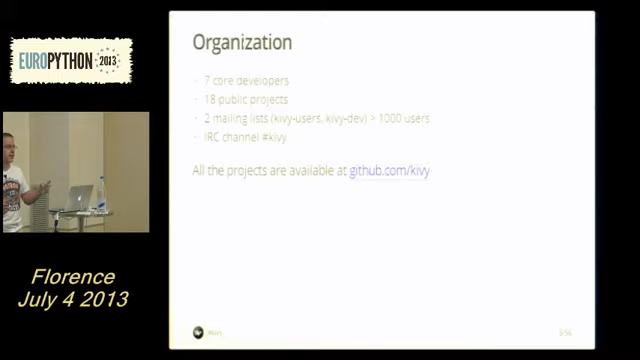 EUROPYTHON 2013
Florence
July 4 2013
Organization
7 core developers
18 public projects
2 mailing lists (kivy-users, kivy-dev) > 1000 users
IRC channel #kivy
All the projects are available at github.com/kivy